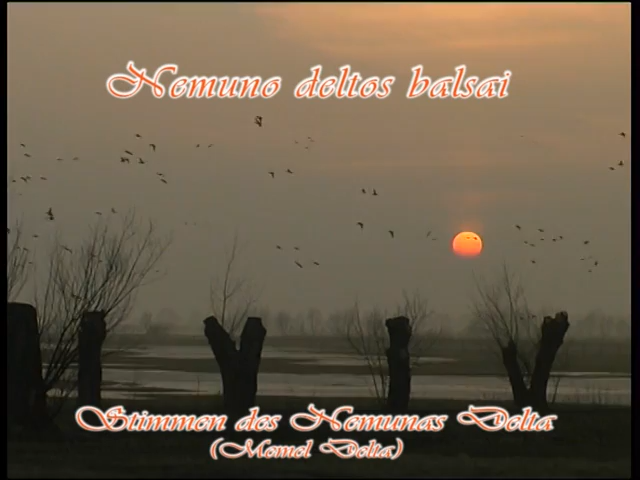 Nemuno deltos balsai
Stimmen des Nemunas Delta
(Memel Delta)